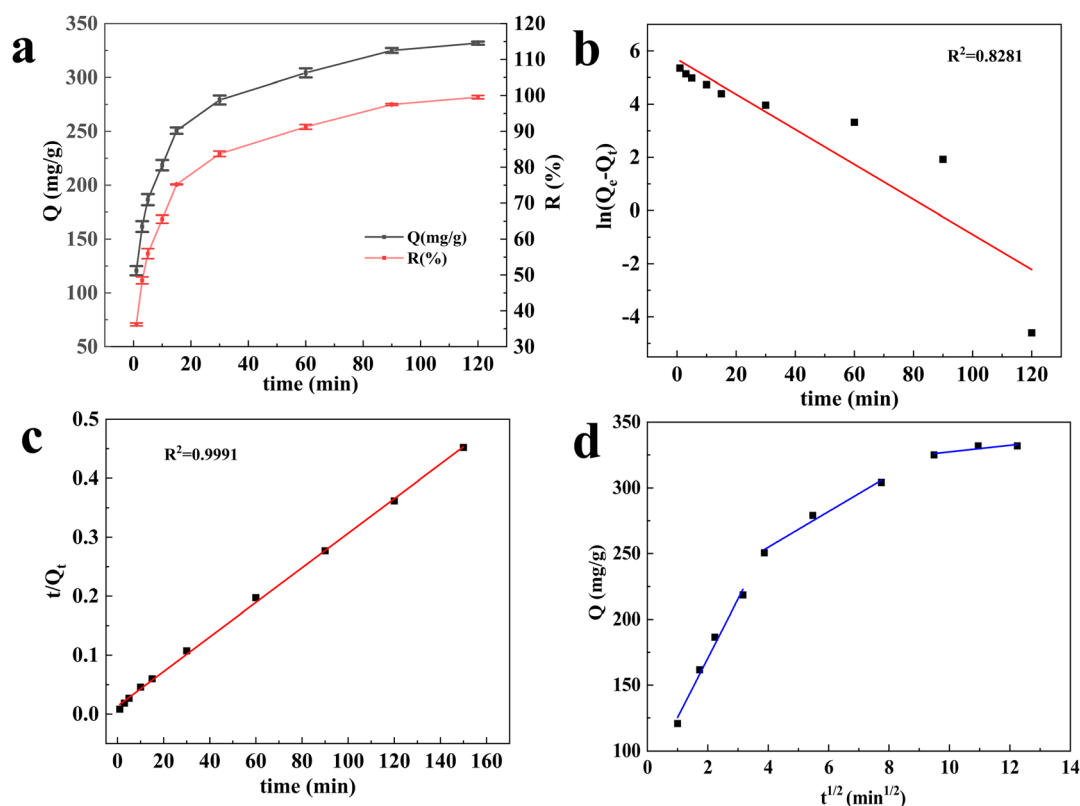 a
350
300
250
200
150
100
50
Q (mg/g)
120
110
100
90
80
70
60
50
40
30
R (%)
Q(mg/g)
R(%)
0 20 40 60 80 100 120
time (min)
b
R²=0.8281
6
4
2
0
-2
-4
ln(Qe-Qt)
0 20 40 60 80 100 120
time (min)
c
R²=0.9991
0.5
0.4
0.3
0.2
0.1
0.0
t/Qt
0 20 40 60 80 100 120 140 160
time (min)
d
350
300
250
200
150
100
Q (mg/g)
0 2 4 6 8 10 12 14
t1/2 (min1/2)